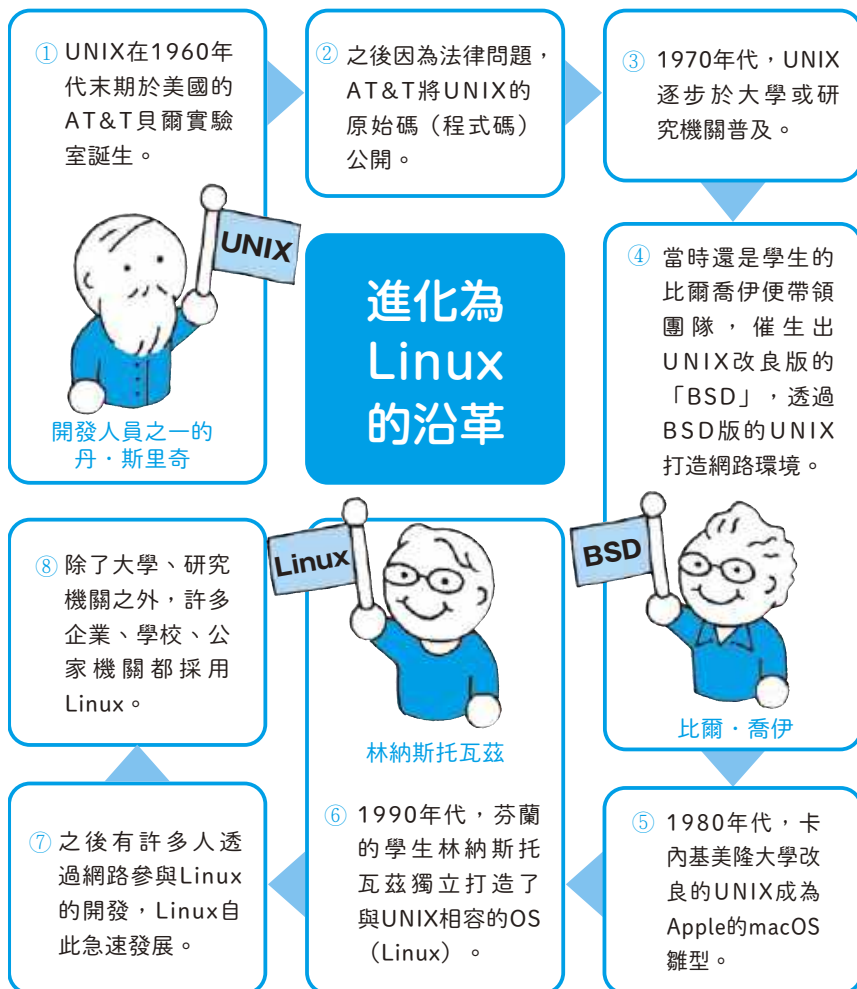 ① UNIX在1960年
代末期於美國的
AT&T貝爾實驗
室誕生。
UNIX
開發人員之一的
丹・斯里奇
② 之後因為法律問題，
AT&T將UNIX的
原始碼（程式碼）
公開。
③ 1970年代，UNIX
逐步於大學或研
究機關普及。
進化為
Linux
的沿革
④ 當時還是學生的
比爾喬伊便帶領
團隊，催生出
UNIX改良版的
「BSD」，透過
BSD版的UNIX
打造網路環境。
BSD
比爾・喬伊
⑤ 1980年代，卡
內基美隆大學改
良的UNIX成為
Apple的macOS
雛型。
Linux
林納斯托瓦茲
⑥ 1990年代，芬蘭
的學生林納斯托
瓦茲獨立打造了
與UNIX相容的OS
（Linux）。
⑦ 之後有許多人透
過網路參與Linux
的開發，Linux自
此急速發展。
⑧ 除了大學、研究
機關之外，許多
企業、學校、公
家機關都採用
Linux。